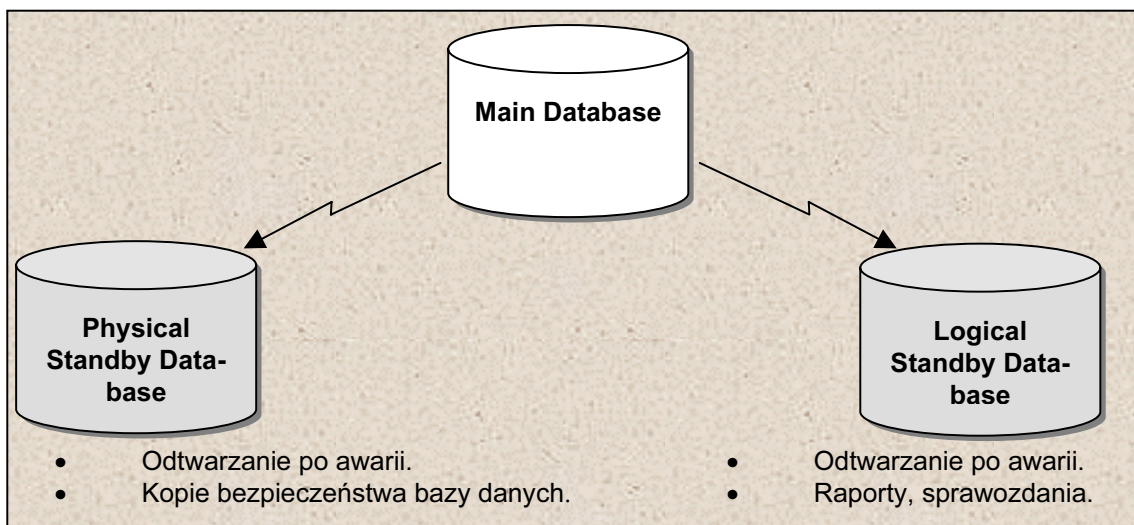 Main Database
Physical
Standby Data-
base
Logical
Standby Data-
base
• Odtwarzanie po awarii.
• Kopie bezpieczeństwa bazy danych.
• Odtwarzanie po awarii.
• Raporty, sprawozdania.